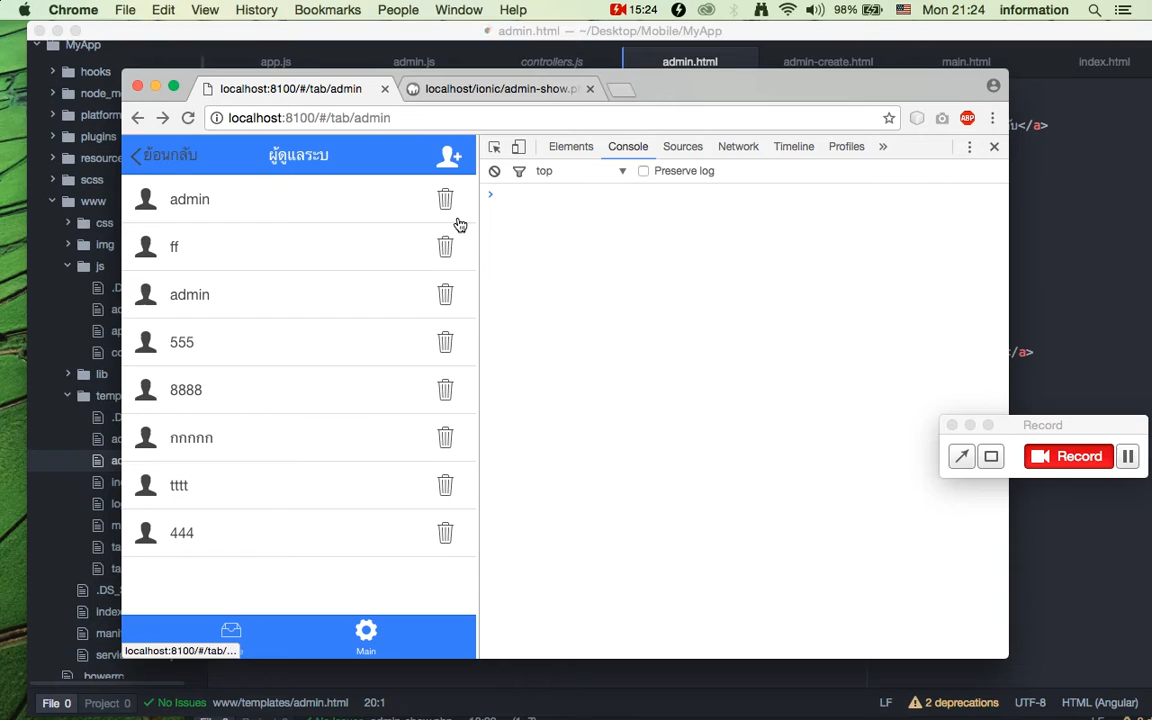 Chrome File Edit View History Bookmarks People Window Help 15:24 98% Mon 21:24 information
admin.html — ~/Desktop/Mobile/MyApp
MyApp
app.js admin.js controllers.js admin.html admin-create.html main.html index.html
hooks
node_m
platform
plugins
resourc
scss
www
css
img
js
lib
temp
index
mani
servi
bowerrc
localhost:8100/#/tab/admin
localhost/ionic/admin-show.p
localhost:8100/#/tab/admin
ABP
ย้อนกลับ ผู้ดูแลระบบ
Elements Console Sources Network Timeline Profiles »
top Preserve log
admin
ff
admin
555
8888
กกกกก
tttt
444
Main
localhost:8100/#/tab/...
</a>
</a>
Record
Record
File 0 Project 0 No Issues www/templates/admin.html 20:1 LF 2 deprecations UTF-8 HTML (Angular)